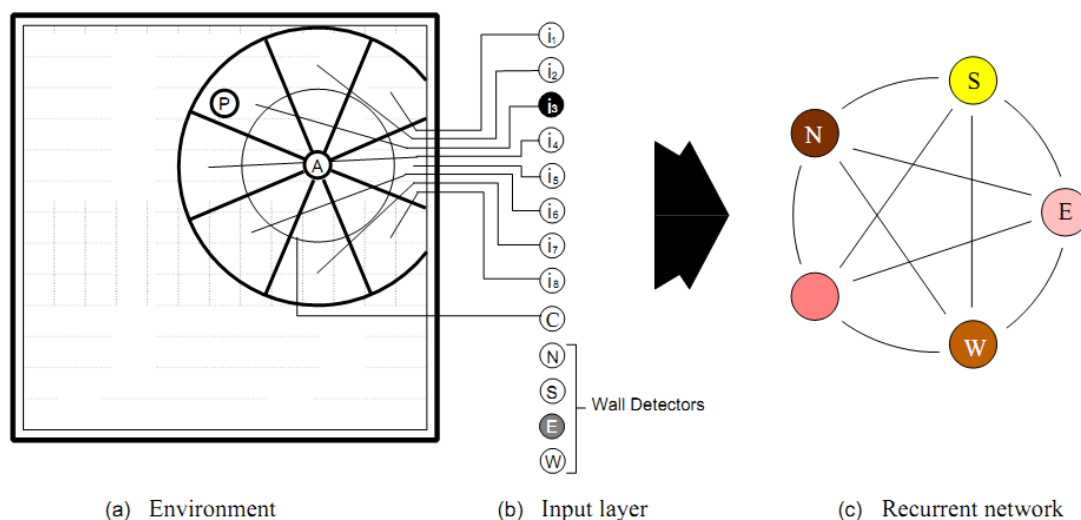 P
A
i₁
i₂
i₃
i₄
i₅
i₆
i₇
i₈
C
N
S
E
W
Wall Detectors
S
N
E
W
(a) Environment
(b) Input layer
(c) Recurrent network